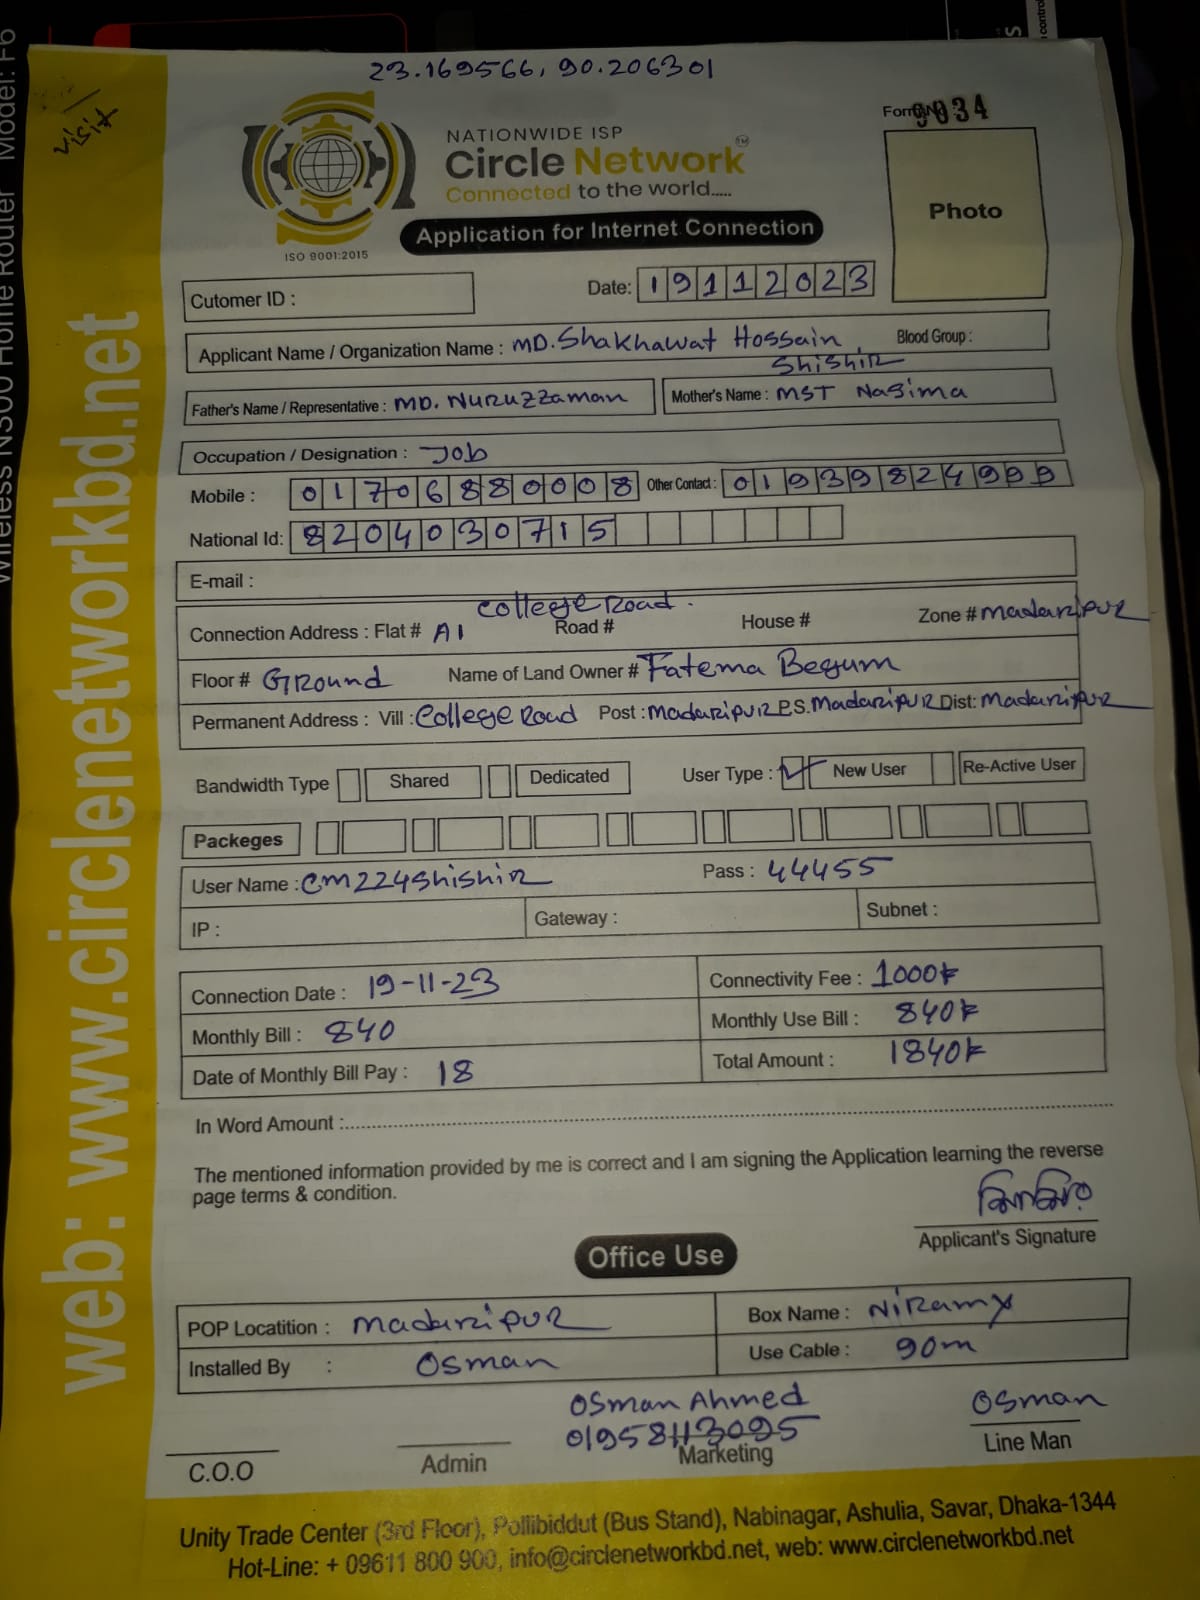 Wireless N300 Home Router Model: F6
23.169566, 90.206301
visit
Form 9034
NATIONWIDE ISP
Circle Network TM
Connected to the world.....
ISO 9001:2015
Application for Internet Connection
Photo
Cutomer ID :
Date: 19112023
Applicant Name / Organization Name : MD. Shakhawat Hossain Blood Group :
Shishir
Father's Name / Representative : MD. Nuruzzaman Mother's Name : MST Nasima
Occupation / Designation : Job
Mobile : 01706880008 Other Contact : 01939824999
National Id: 8204030715
E-mail :
College Road.
Connection Address : Flat # A1 Road # House # Zone # Madaripur
Floor # Ground Name of Land Owner # Fatema Begum
Permanent Address : Vill : College Road Post : Madaripur P.S. Madaripur Dist: Madaripur
Bandwidth Type Shared Dedicated User Type : ✓ New User Re-Active User
Packeges
User Name : cm224shishir Pass : 44455
IP : Gateway : Subnet :
Connection Date : 19-11-23 Connectivity Fee : 1000৳
Monthly Bill : 840 Monthly Use Bill : 840৳
Date of Monthly Bill Pay : 18 Total Amount : 1840৳
In Word Amount :
The mentioned information provided by me is correct and I am signing the Application learning the reverse
page terms & condition.
Applicant's Signature
Office Use
POP Locatition : Madaripur Box Name : Niramy
Installed By : Osman Use Cable : 90m
Osman Ahmed
01958113095
Osman
C.O.O Admin Marketing Line Man
Unity Trade Center (3rd Floor), Pollibiddut (Bus Stand), Nabinagar, Ashulia, Savar, Dhaka-1344
Hot-Line: + 09611 800 900, info@circlenetworkbd.net, web: www.circlenetworkbd.net
web: www.circlenetworkbd.net